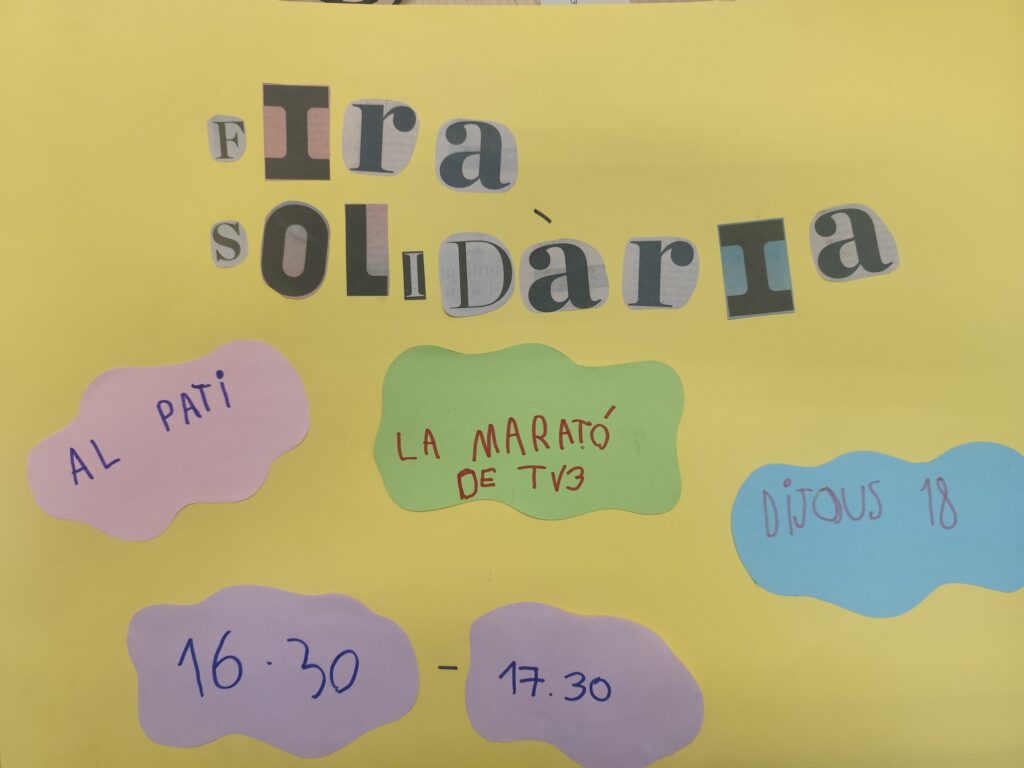 FIra
SOLIDàrIa
AL PATi
LA MARATÓ
DE TV3
DiJOUS 18
16.30 - 17.30